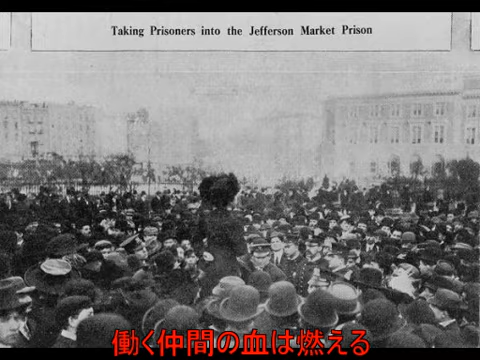 Taking Prisoners into the Jefferson Market Prison
働く仲間の血は燃える